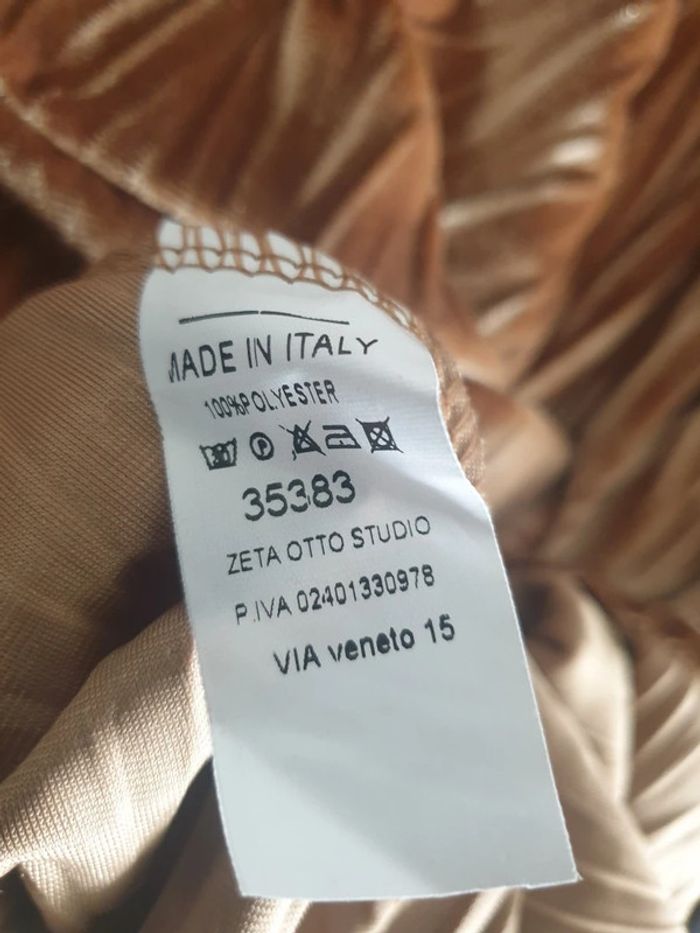 MADE IN ITALY
100%POLYESTER
35383
ZETA OTTO STUDIO
P.IVA 02401330978
VIA veneto 15